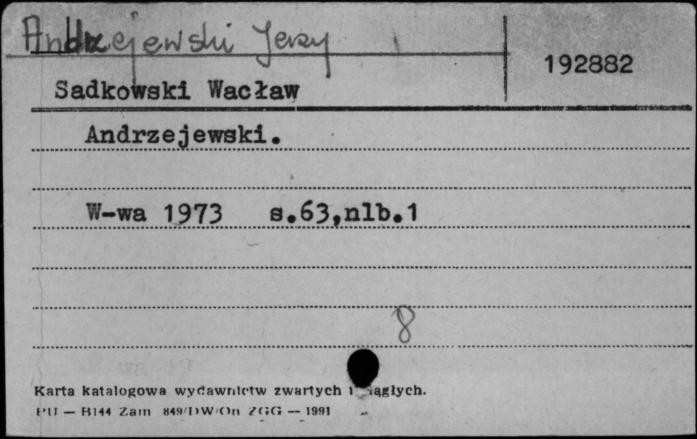 Andrzejewski Jerzy
192882
Sadkowski Wacław
Andrzejewski.
W-wa 1973 s.63,nlb.1
8
Karta katalogowa wydawnictw zwartych i
PU — B144 Zam 849/DW/On ZGG — 1991